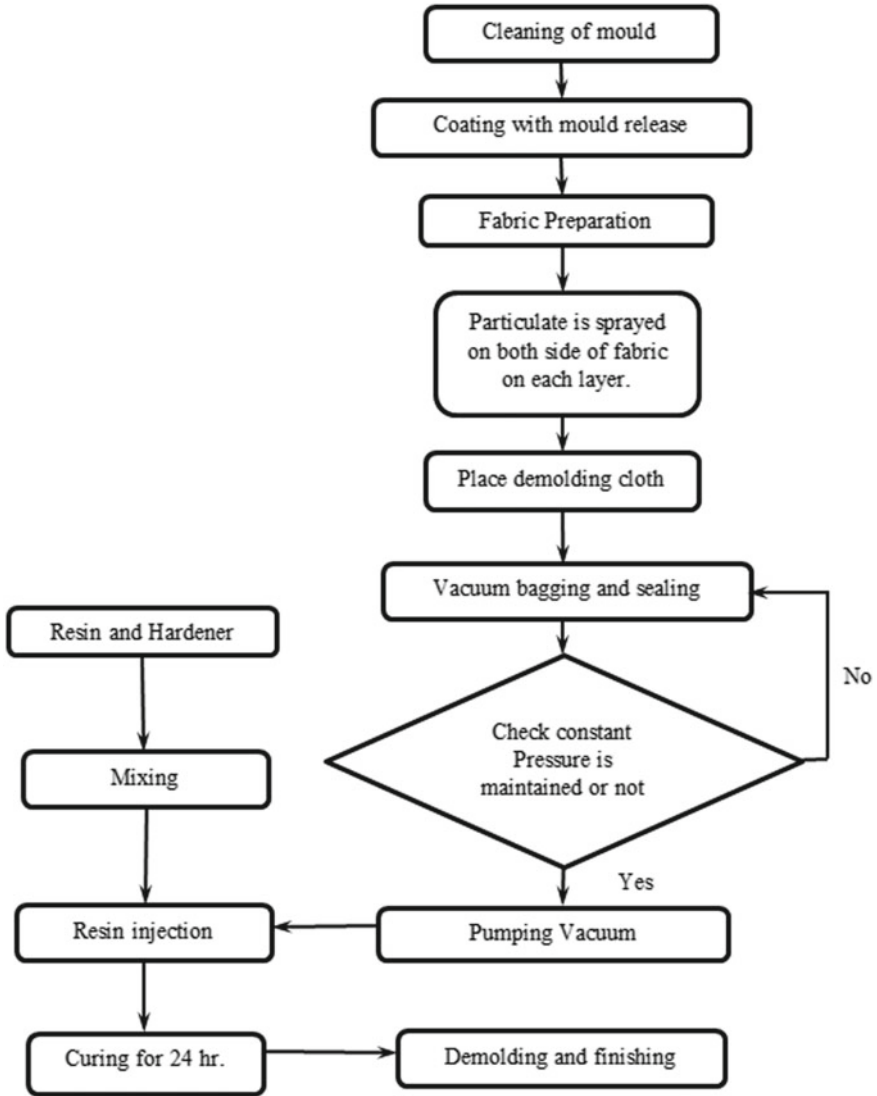 Cleaning of mould
Coating with mould release
Fabric Preparation
Particulate is sprayed
on both side of fabric
on each layer.
Place demolding cloth
Vacuum bagging and sealing
Resin and Hardener
No
Check constant
Pressure is
maintained or not
Mixing
Yes
Resin injection
Pumping Vacuum
Curing for 24 hr.
Demolding and finishing